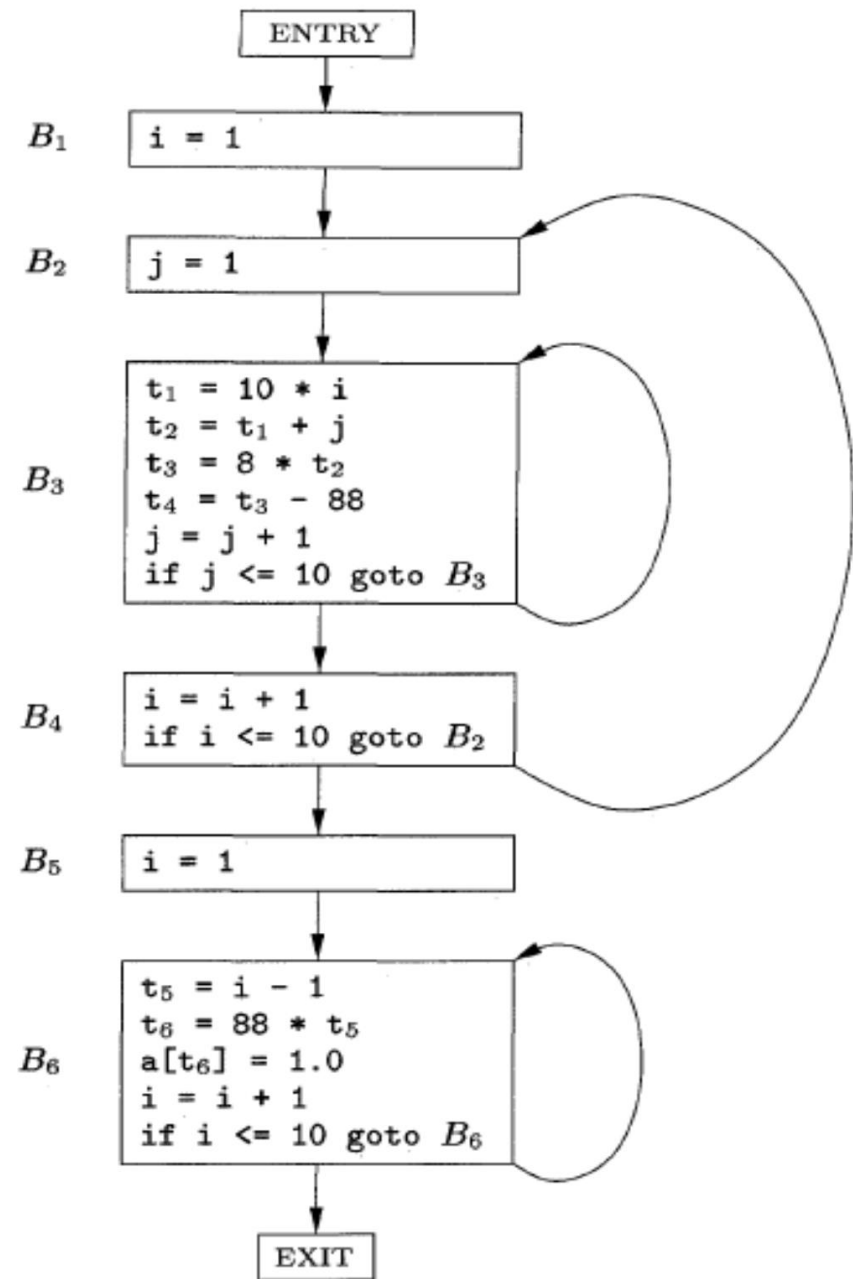 ENTRY
B₁
i = 1
B₂
j = 1
B₃
t₁ = 10 * i
t₂ = t₁ + j
t₃ = 8 * t₂
t₄ = t₃ - 88
j = j + 1
if j <= 10 goto B₃
B₄
i = i + 1
if i <= 10 goto B₂
B₅
i = 1
B₆
t₅ = i - 1
t₆ = 88 * t₅
a[t₆] = 1.0
i = i + 1
if i <= 10 goto B₆
EXIT